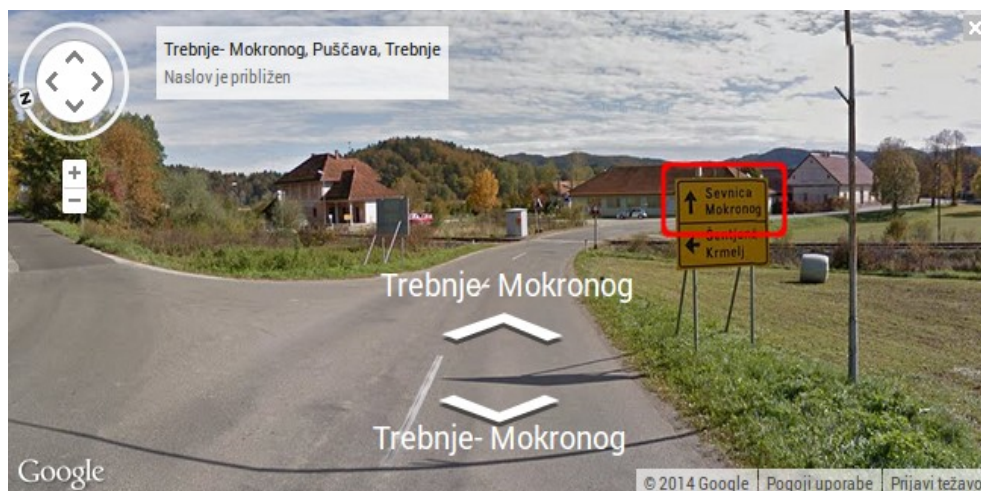 Trebnje- Mokronog, Puščava, Trebnje
Naslov je približen
N
+
−
Sevnica
Mokronog
Šentjanž
Krmelj
Trebnje- Mokronog
Trebnje- Mokronog
Google
© 2014 Google
Pogoji uporabe
Prijavi težavo